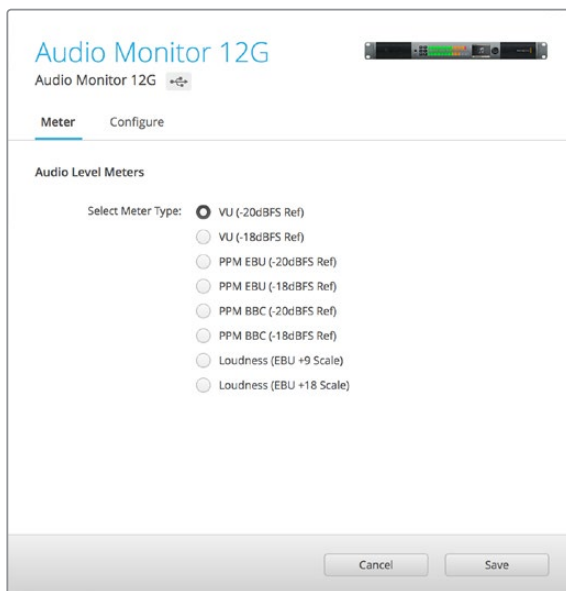 Audio Monitor 12G
Audio Monitor 12G
Meter Configure
Audio Level Meters
Select Meter Type: VU (-20dBFS Ref)
VU (-18dBFS Ref)
PPM EBU (-20dBFS Ref)
PPM EBU (-18dBFS Ref)
PPM BBC (-20dBFS Ref)
PPM BBC (-18dBFS Ref)
Loudness (EBU +9 Scale)
Loudness (EBU +18 Scale)
Cancel Save